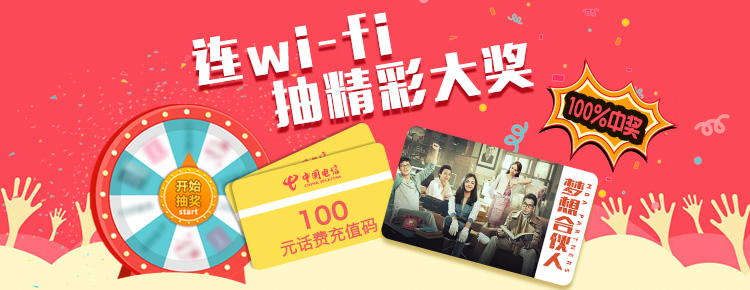 连wi-fi
抽精彩大奖
100%中奖
开始
抽奖
start
中国电信
CHINA TELECOM
100
元话费充值码
梦想合伙人
MBA PARTNERS